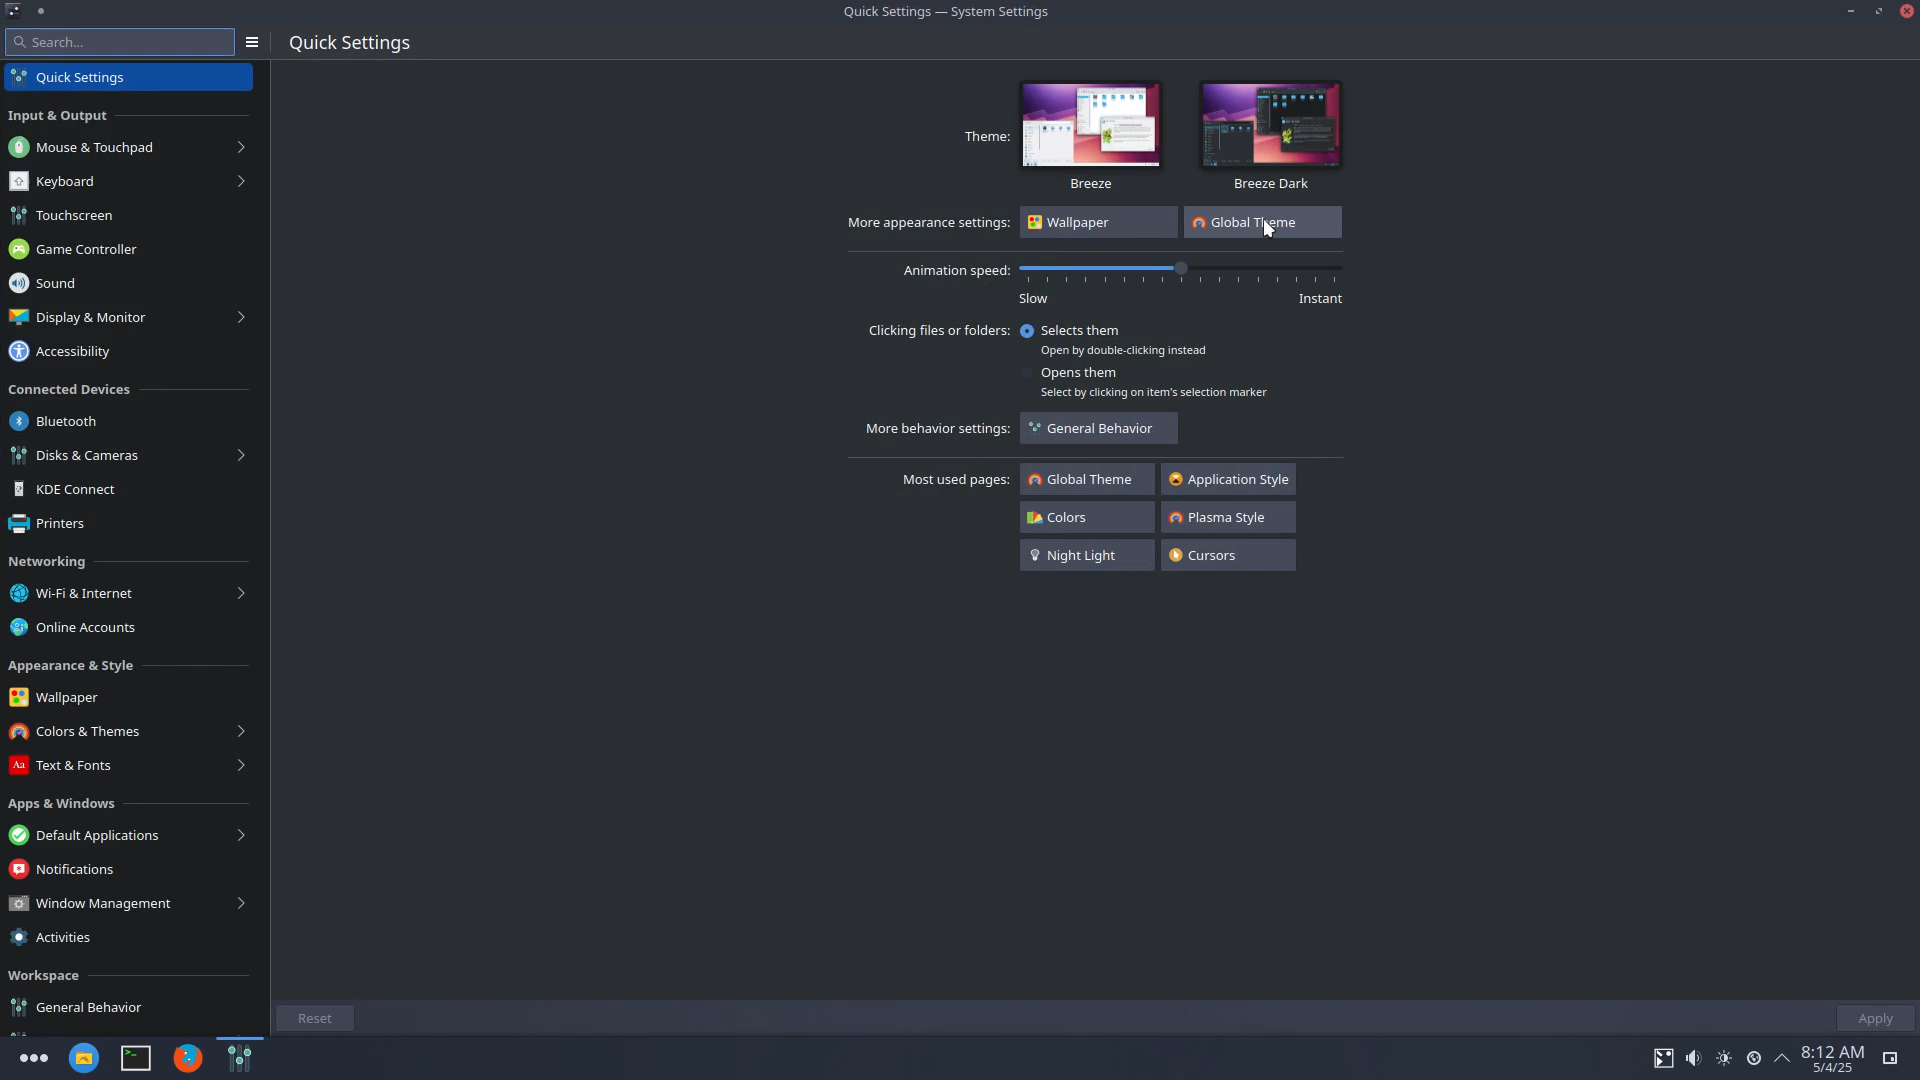 Quick Settings — System Settings
Search...
Quick Settings
Quick Settings
Input & Output
Mouse & Touchpad
Keyboard
Touchscreen
Game Controller
Sound
Display & Monitor
Accessibility
Connected Devices
Bluetooth
Disks & Cameras
KDE Connect
Printers
Networking
Wi-Fi & Internet
Online Accounts
Appearance & Style
Wallpaper
Colors & Themes
Text & Fonts
Apps & Windows
Default Applications
Notifications
Window Management
Activities
Workspace
General Behavior
Theme:
Breeze
Breeze Dark
More appearance settings:
Wallpaper
Global Theme
Animation speed:
Slow
Instant
Clicking files or folders:
Selects them
Open by double-clicking instead
Opens them
Select by clicking on item's selection marker
More behavior settings:
General Behavior
Most used pages:
Global Theme
Application Style
Colors
Plasma Style
Night Light
Cursors
Reset
Apply
8:12 AM
5/4/25